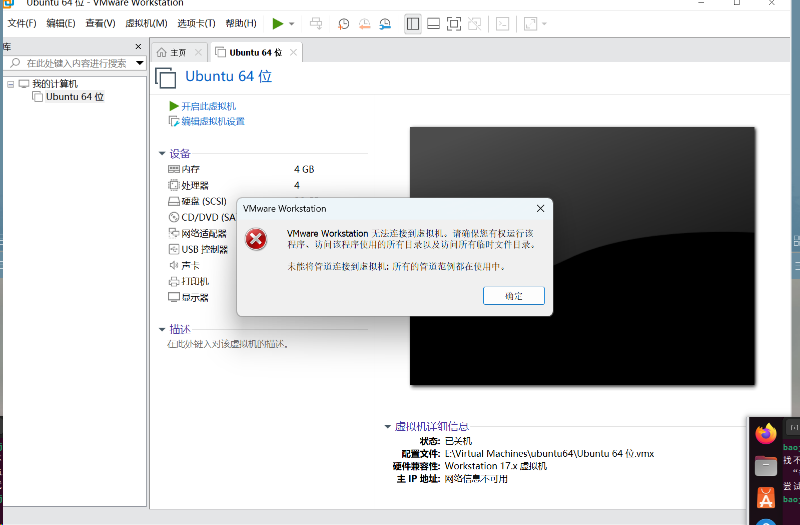 Ubuntu 64 位 - VMware Workstation
文件(F) 编辑(E) 查看(V) 虚拟机(M) 选项卡(T) 帮助(H)
库
在此处键入内容进行搜索
主页
Ubuntu 64 位
我的计算机
Ubuntu 64 位
Ubuntu 64 位
开启此虚拟机
编辑虚拟机设置
设备
内存 4 GB
处理器 4
硬盘 (SCSI)
CD/DVD (SA
网络适配器
USB 控制器
声卡
打印机
显示器
描述
在此处键入对该虚拟机的描述。
VMware Workstation
VMware Workstation 无法连接到虚拟机。请确保您有权运行该
程序、访问该程序使用的所有目录以及访问所有临时文件目录。
未能将管道连接到虚拟机: 所有的管道范例都在使用中。
确定
虚拟机详细信息
状态: 已关机
配置文件: L:\Virtual Machines\ubuntu64\Ubuntu 64 位.vmx
硬件兼容性: Workstation 17.x 虚拟机
主 IP 地址: 网络信息不可用
bao
找不
尝试
bao